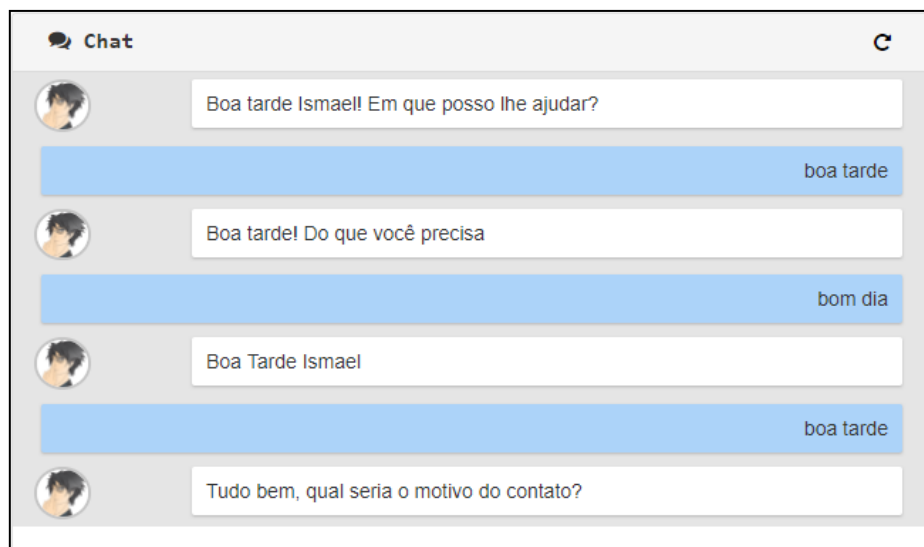 Chat
Boa tarde Ismael! Em que posso lhe ajudar?
boa tarde
Boa tarde! Do que você precisa
bom dia
Boa Tarde Ismael
boa tarde
Tudo bem, qual seria o motivo do contato?